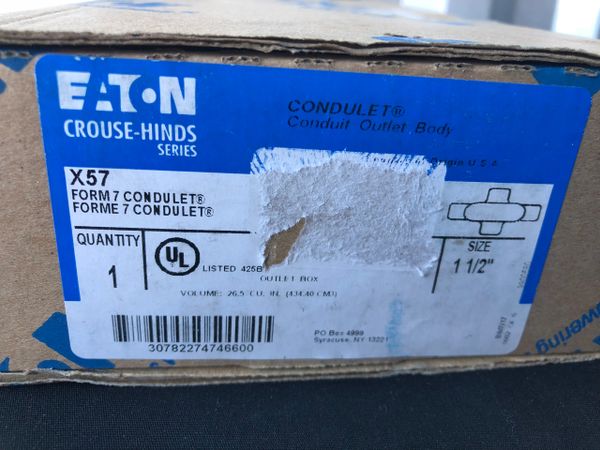 EATON
CROUSE-HINDS
SERIES
CONDULET®
Conduit Outlet Body
Origin U S A
X57
FORM 7 CONDULET®
FORME 7 CONDULET®
QUANTITY
1
UL
LISTED 425B
OUTLET BOX
VOLUME: 26.5 CU. IN. (434.40 CM3)
SIZE
1 1/2"
30782274746600
PO Box 4999
Syracuse, NY 13221
owering